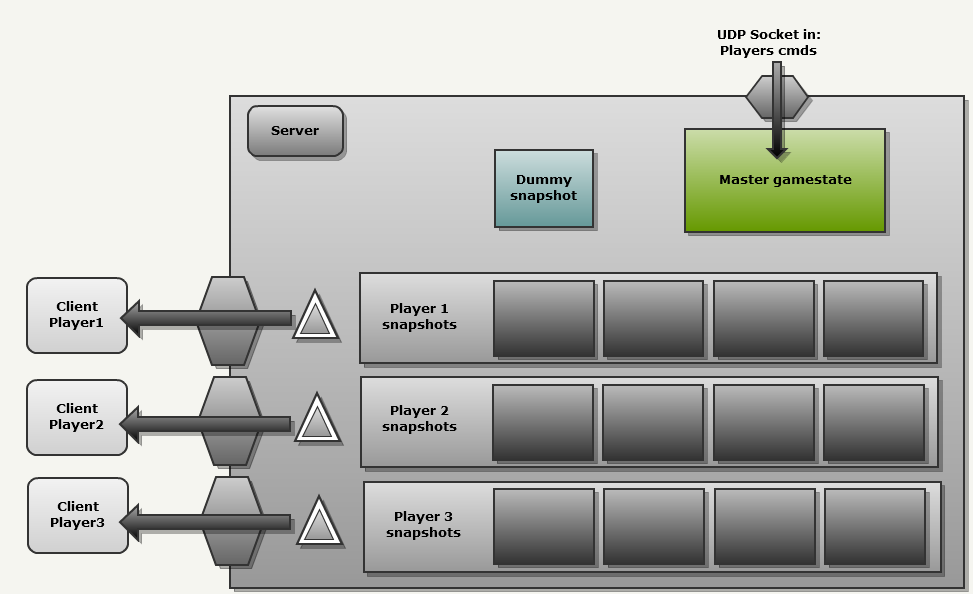 UDP Socket in:
Players cmds
Server
Dummy
snapshot
Master gamestate
Client
Player1
Player 1
snapshots
Client
Player2
Player 2
snapshots
Client
Player3
Player 3
snapshots